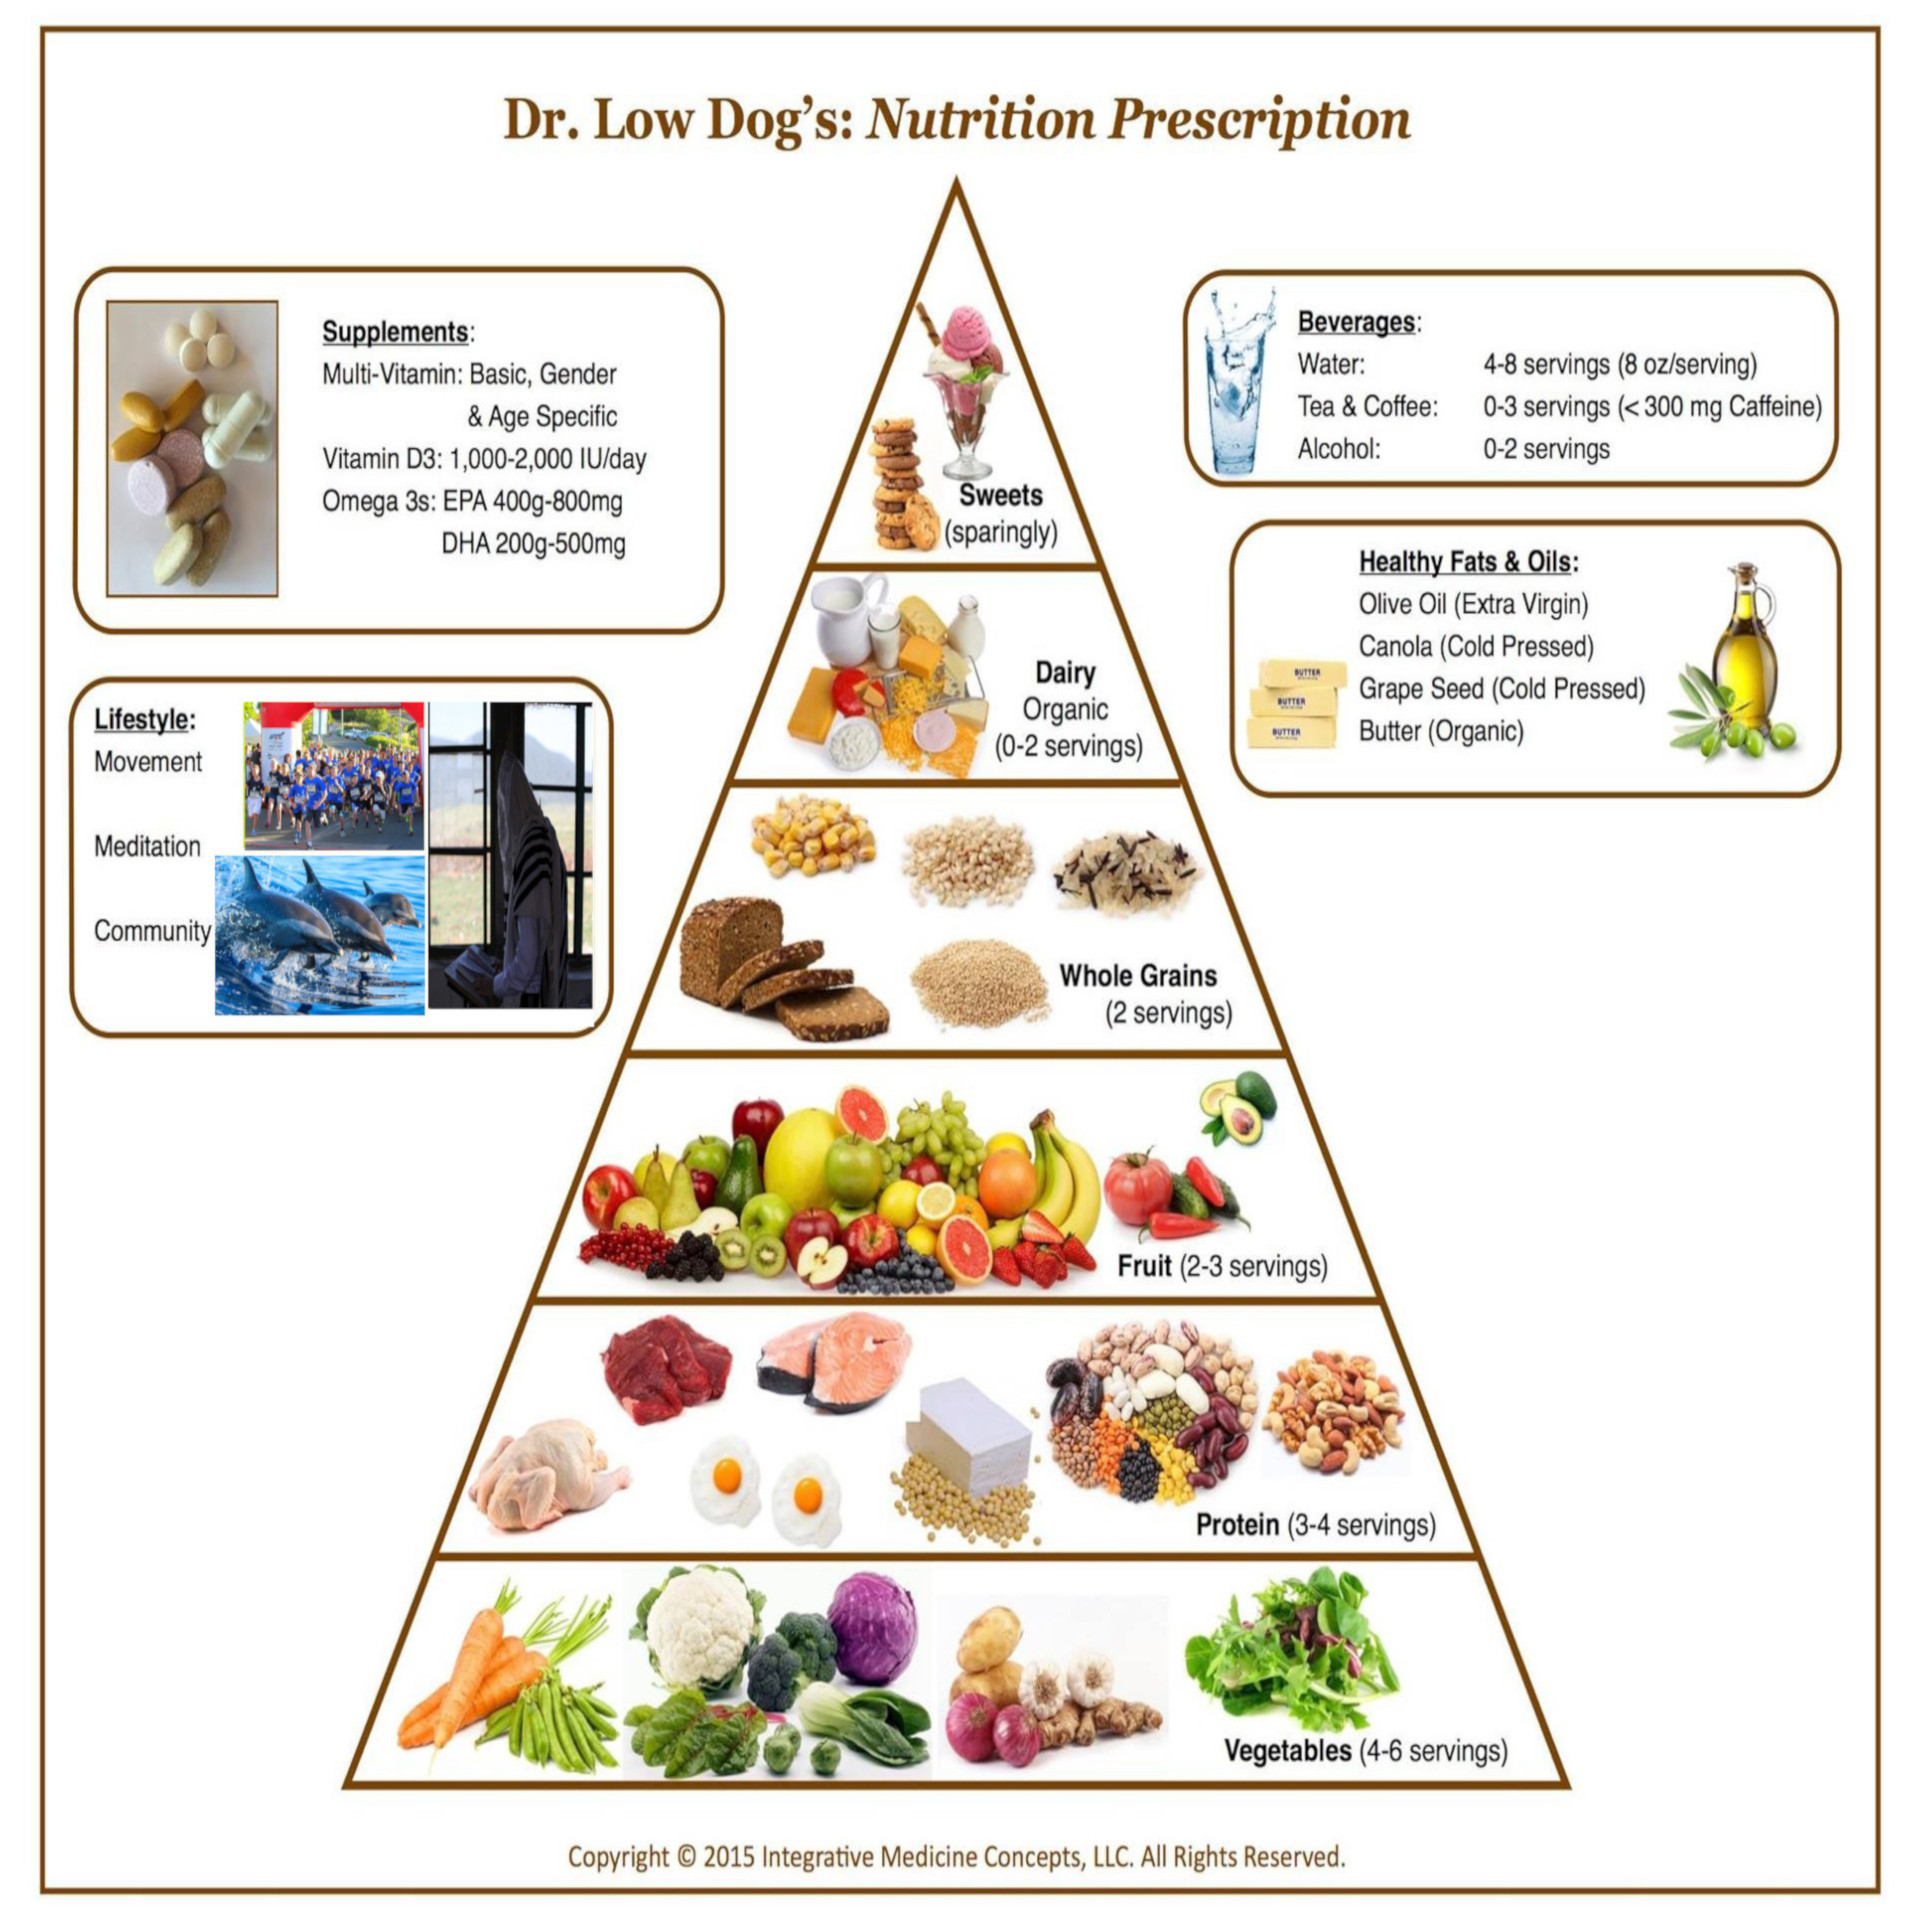 Dr. Low Dog's: Nutrition Prescription
Supplements:
Multi-Vitamin: Basic, Gender
& Age Specific
Vitamin D3: 1,000-2,000 IU/day
Omega 3s: EPA 400g-800mg
DHA 200g-500mg
Beverages:
Water: 4-8 servings (8 oz/serving)
Tea & Coffee: 0-3 servings (< 300 mg Caffeine)
Alcohol: 0-2 servings
Healthy Fats & Oils:
Olive Oil (Extra Virgin)
Canola (Cold Pressed)
Grape Seed (Cold Pressed)
Butter (Organic)
BUTTER
BUTTER
BUTTER
Lifestyle:
Movement
Meditation
Community
Sweets
(sparingly)
Dairy
Organic
(0-2 servings)
Whole Grains
(2 servings)
Fruit (2-3 servings)
Protein (3-4 servings)
Vegetables (4-6 servings)
Copyright © 2015 Integrative Medicine Concepts, LLC. All Rights Reserved.